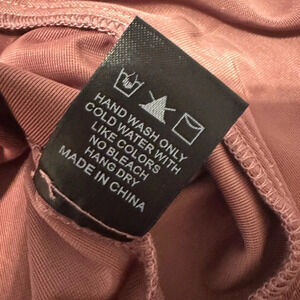 HAND WASH ONLY
COLD WATER WITH
LIKE COLORS
NO BLEACH
HANG DRY
MADE IN CHINA